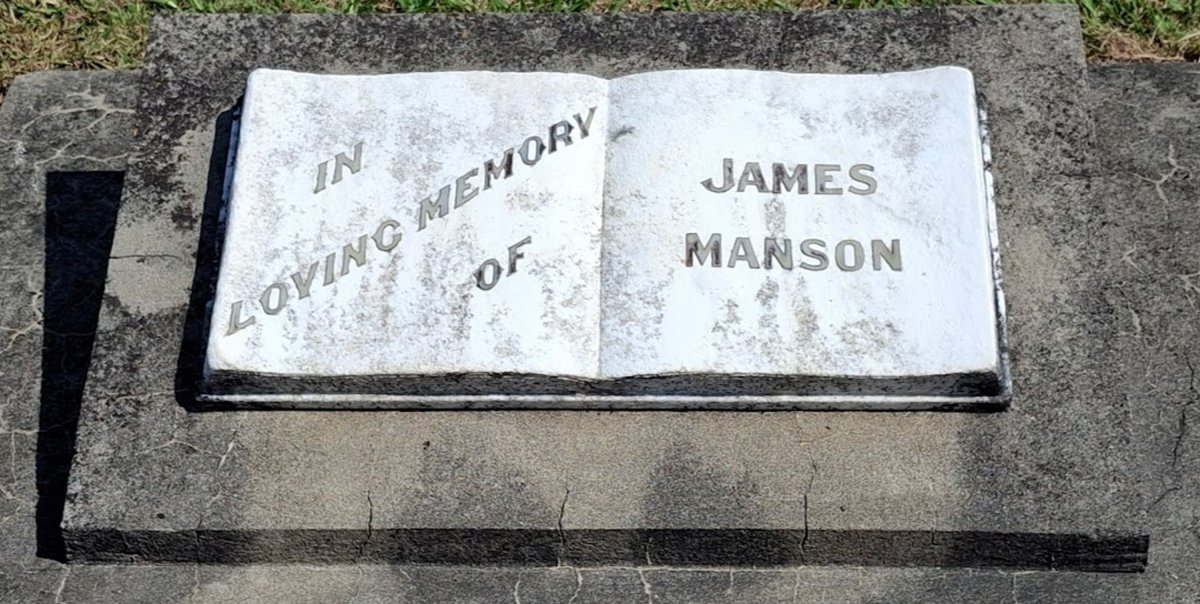 IN
LOVING MEMORY
OF
JAMES
MANSON